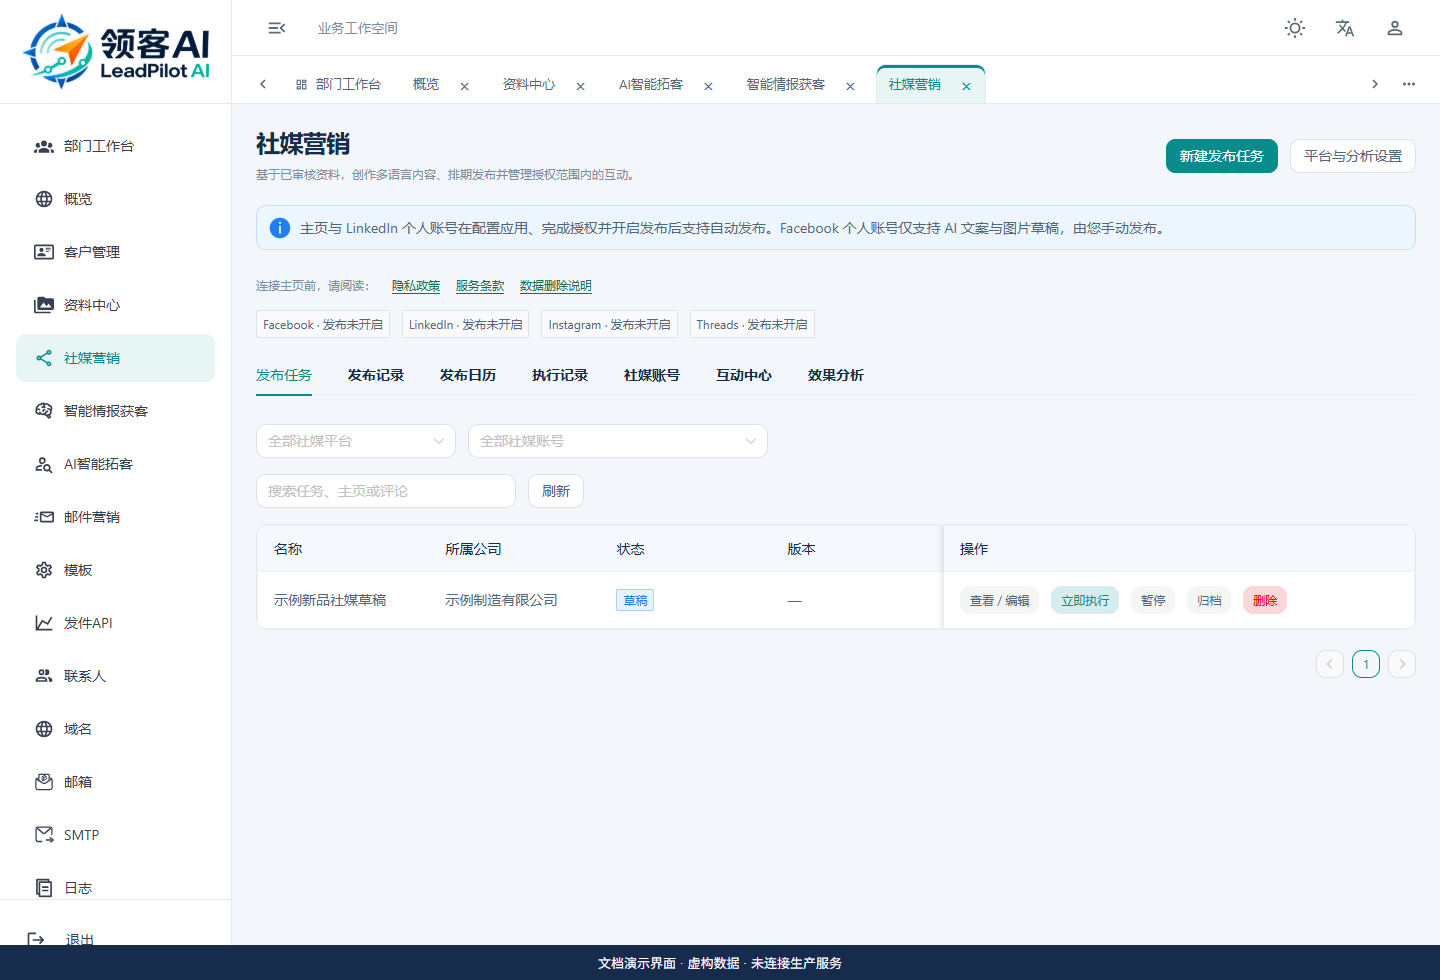 领客AI
LeadPilot AI
部门工作台
概览
客户管理
资料中心
社媒营销
智能情报获客
AI智能拓客
邮件营销
模板
发件API
联系人
域名
邮箱
SMTP
日志
退出
业务工作空间
部门工作台 概览 资料中心 AI智能拓客 智能情报获客 社媒营销
社媒营销
基于已审核资料，创作多语言内容、排期发布并管理授权范围内的互动。
新建发布任务 平台与分析设置
主页与 LinkedIn 个人账号在配置应用、完成授权并开启发布后支持自动发布。Facebook 个人账号仅支持 AI 文案与图片草稿，由您手动发布。
连接主页前，请阅读： 隐私政策 服务条款 数据删除说明
Facebook · 发布未开启 LinkedIn · 发布未开启 Instagram · 发布未开启 Threads · 发布未开启
发布任务 发布记录 发布日历 执行记录 社媒账号 互动中心 效果分析
全部社媒平台 全部社媒账号
搜索任务、主页或评论 刷新
名称 所属公司 状态 版本 操作
示例新品社媒草稿 示例制造有限公司 草稿 — 查看 / 编辑 立即执行 暂停 归档 删除
1
文档演示界面 · 虚构数据 · 未连接生产服务